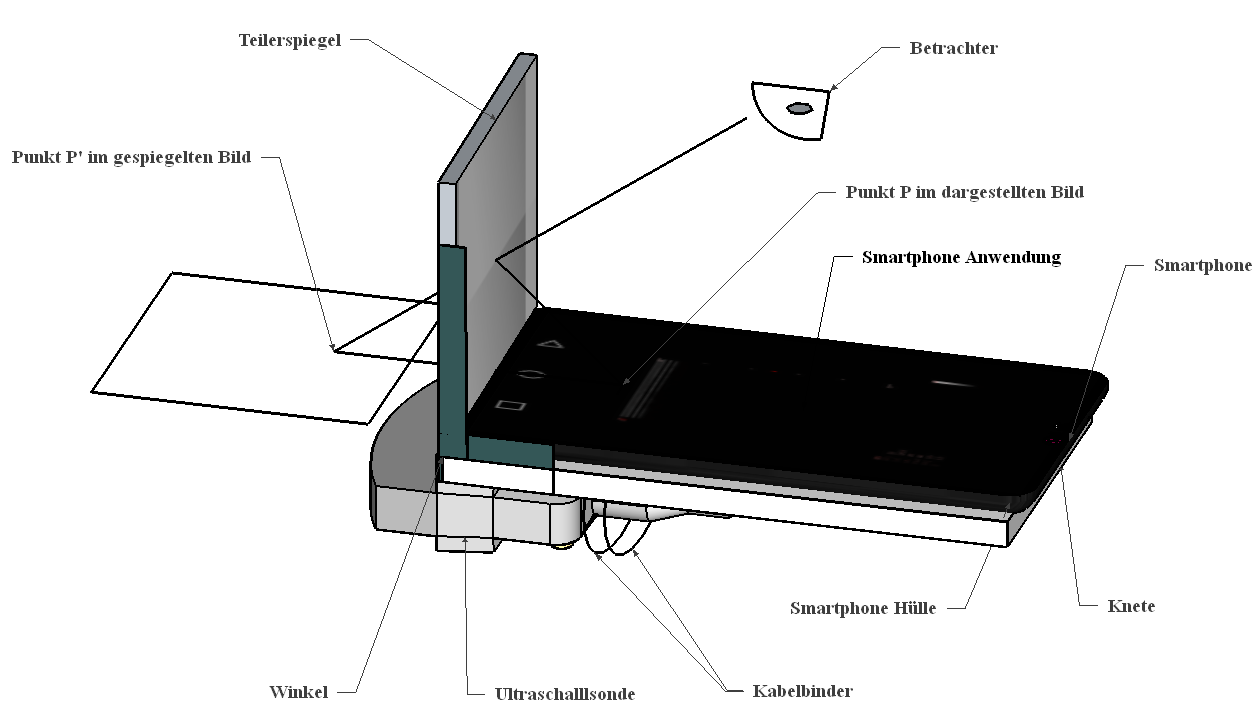 Teilerspiegel
Betrachter
Punkt P' im gespiegelten Bild
Punkt P im dargestellten Bild
Smartphone Anwendung
Smartphone
Smartphone Hülle
Knete
Winkel
Ultraschalllsonde
Kabelbinder